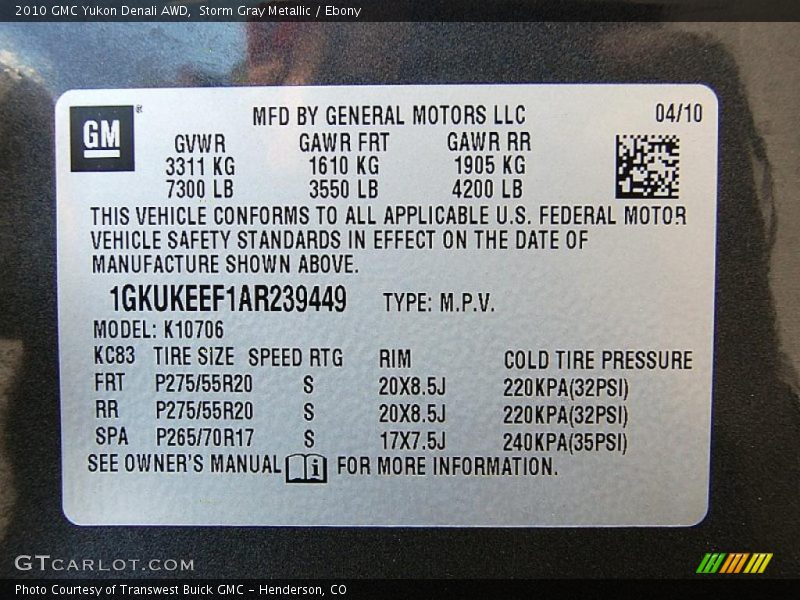 2010 GMC Yukon Denali AWD, Storm Gray Metallic / Ebony
GM ® MFD BY GENERAL MOTORS LLC 04/10
GVWR GAWR FRT GAWR RR
3311 KG 1610 KG 1905 KG
7300 LB 3550 LB 4200 LB
THIS VEHICLE CONFORMS TO ALL APPLICABLE U.S. FEDERAL MOTOR
VEHICLE SAFETY STANDARDS IN EFFECT ON THE DATE OF
MANUFACTURE SHOWN ABOVE.
1GKUKEEF1AR239449 TYPE: M.P.V.
MODEL: K10706
KC83 TIRE SIZE SPEED RTG RIM COLD TIRE PRESSURE
FRT P275/55R20 S 20X8.5J 220KPA(32PSI)
RR P275/55R20 S 20X8.5J 220KPA(32PSI)
SPA P265/70R17 S 17X7.5J 240KPA(35PSI)
SEE OWNER'S MANUAL i FOR MORE INFORMATION.
GTCARLOT.COM
Photo Courtesy of Transwest Buick GMC - Henderson, CO